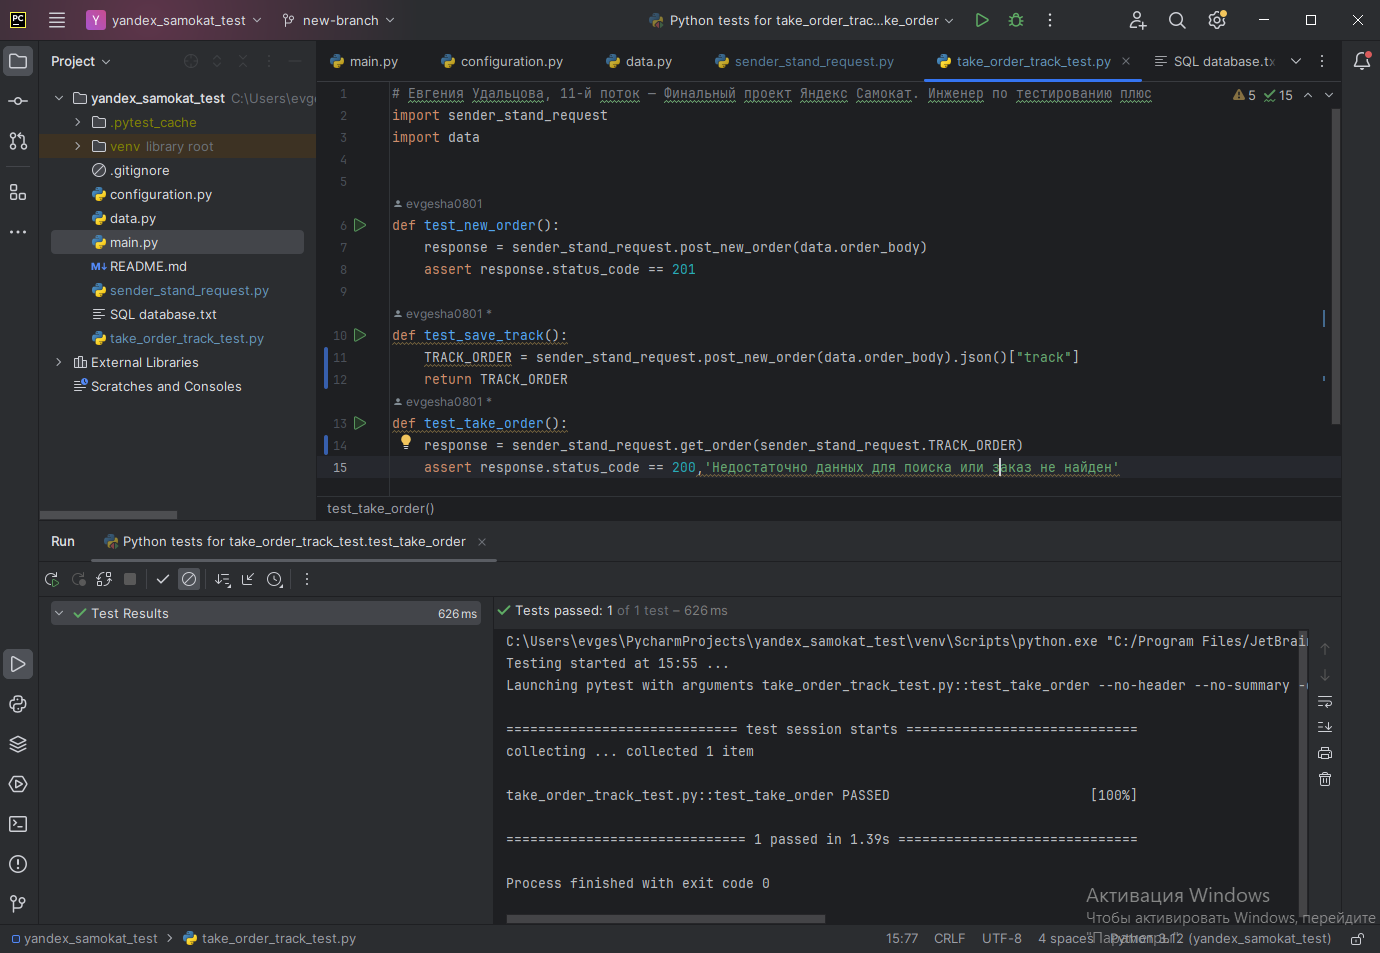 yandex_samokat_test
new-branch
Python tests for take_order_trac...ke_order
Project
main.py
configuration.py
data.py
sender_stand_request.py
take_order_track_test.py
SQL database.tx
yandex_samokat_test C:\Users\evge
.pytest_cache
venv library root
.gitignore
configuration.py
data.py
main.py
README.md
sender_stand_request.py
SQL database.txt
take_order_track_test.py
External Libraries
Scratches and Consoles
5 15
1 # Евгения Удальцова, 11-й поток — Финальный проект Яндекс Самокат. Инженер по тестированию плюс
2 import sender_stand_request
3 import data
4
5
evgesha0801
6 def test_new_order():
7 response = sender_stand_request.post_new_order(data.order_body)
8 assert response.status_code == 201
9
evgesha0801 *
10 def test_save_track():
11 TRACK_ORDER = sender_stand_request.post_new_order(data.order_body).json()["track"]
12 return TRACK_ORDER
evgesha0801 *
13 def test_take_order():
14 response = sender_stand_request.get_order(sender_stand_request.TRACK_ORDER)
15 assert response.status_code == 200,'Недостаточно данных для поиска или заказ не найден'
test_take_order()
Run
Python tests for take_order_track_test.test_take_order
Test Results 626 ms
Tests passed: 1 of 1 test – 626 ms
C:\Users\evges\PycharmProjects\yandex_samokat_test\venv\Scripts\python.exe "C:/Program Files/JetBrain
Testing started at 15:55 ...
Launching pytest with arguments take_order_track_test.py::test_take_order --no-header --no-summary -
============================= test session starts =============================
collecting ... collected 1 item
take_order_track_test.py::test_take_order PASSED [100%]
============================== 1 passed in 1.39s ==============================
Process finished with exit code 0
Активация Windows
Чтобы активировать Windows, перейдите
yandex_samokat_test
take_order_track_test.py
15:77 CRLF UTF-8 4 spaces
3.12 (yandex_samokat_test)